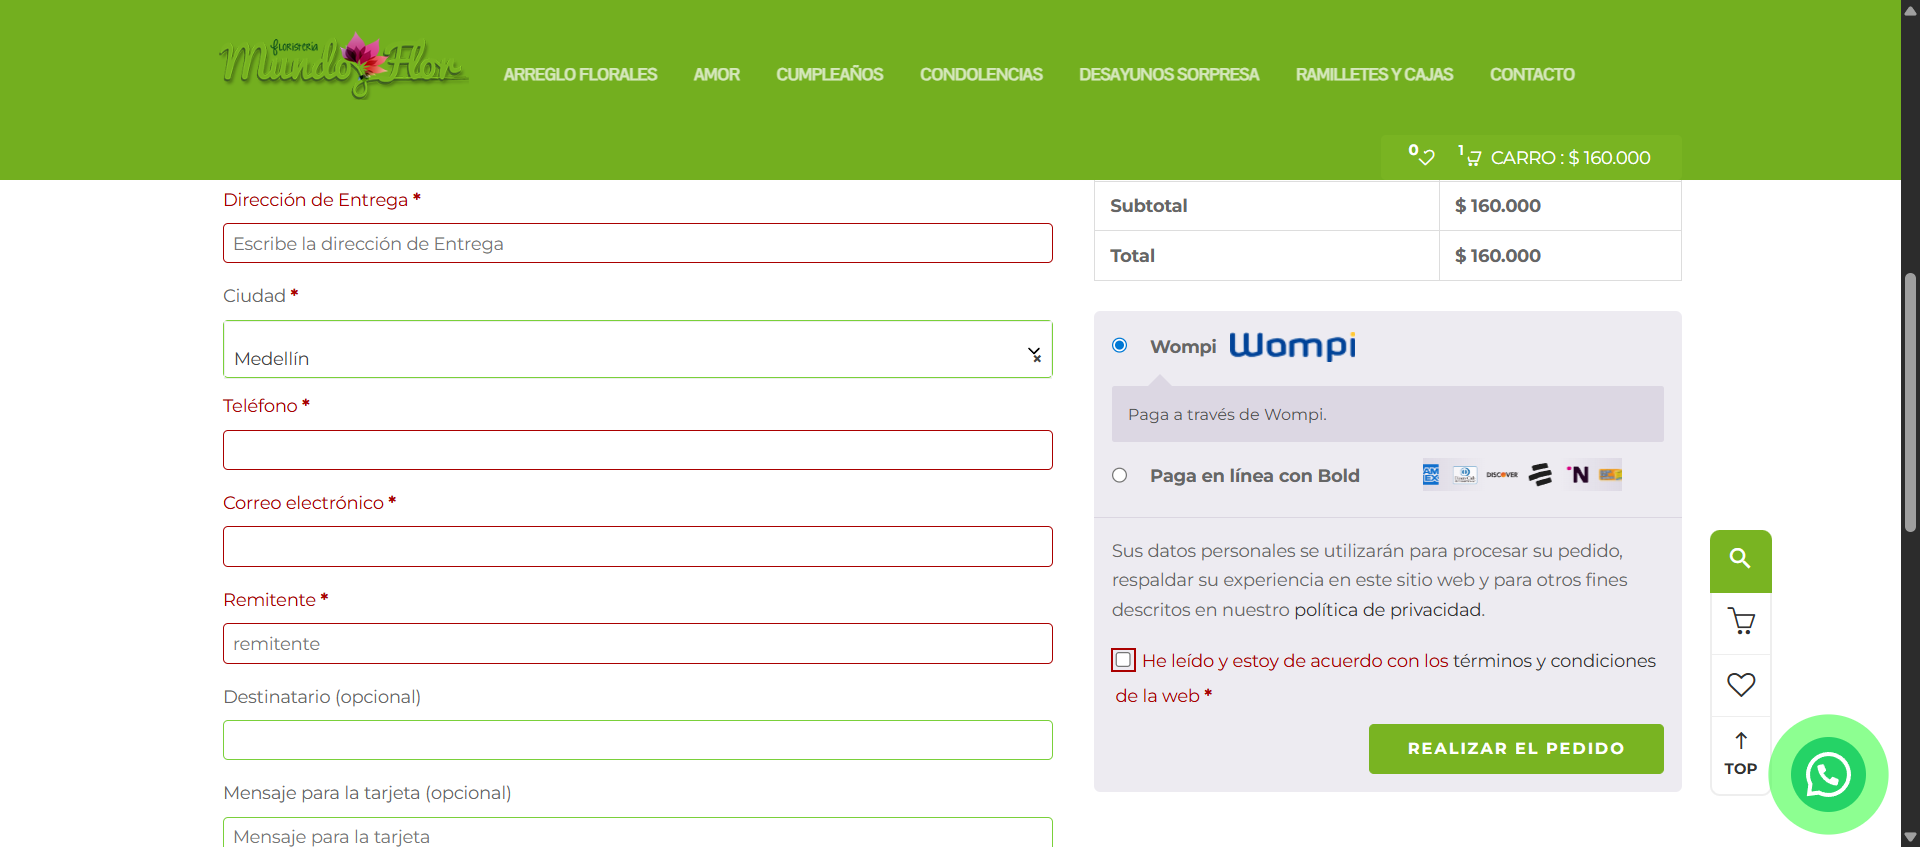 floristería
Mundo Flor
ARREGLO FLORALES
AMOR
CUMPLEAÑOS
CONDOLENCIAS
DESAYUNOS SORPRESA
RAMILLETES Y CAJAS
CONTACTO
0
1
CARRO : $ 160.000
Dirección de Entrega *
Escribe la dirección de Entrega
Ciudad *
Medellín
×
Teléfono *
Correo electrónico *
Remitente *
remitente
Destinatario (opcional)
Mensaje para la tarjeta (opcional)
Mensaje para la tarjeta
Subtotal $ 160.000
Total $ 160.000
Wompi Wompi
Paga a través de Wompi.
Paga en línea con Bold
AMEX
DISCOVER
N
Sus datos personales se utilizarán para procesar su pedido,
respaldar su experiencia en este sitio web y para otros fines
descritos en nuestro política de privacidad.
He leído y estoy de acuerdo con los términos y condiciones
de la web *
REALIZAR EL PEDIDO
TOP